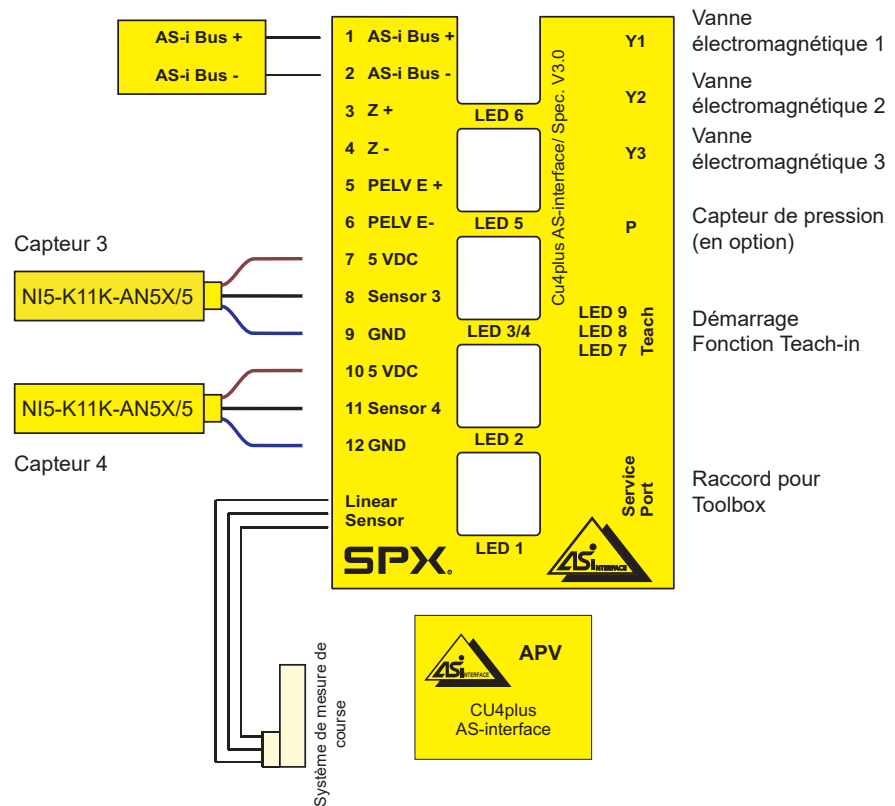 AS-i Bus +
AS-i Bus -
1 AS-i Bus +
2 AS-i Bus -
3 Z +
4 Z -
5 PELV E +
6 PELV E-
7 5 VDC
8 Sensor 3
9 GND
10 5 VDC
11 Sensor 4
12 GND
Linear
Sensor
SPX.
LED 6
LED 5
LED 3/4
LED 2
LED 1
Cu4plus AS-interface/ Spec. V3.0
Y1
Y2
Y3
P
LED 9
LED 8
LED 7
Teach
Service
Port
ASi INTERFACE
Vanne
électromagnétique 1
Vanne
électromagnétique 2
Vanne
électromagnétique 3
Capteur de pression
(en option)
Démarrage
Fonction Teach-in
Raccord pour
Toolbox
Capteur 3
NI5-K11K-AN5X/5
NI5-K11K-AN5X/5
Capteur 4
Système de mesure de
course
ASi INTERFACE
APV
CU4plus
AS-interface